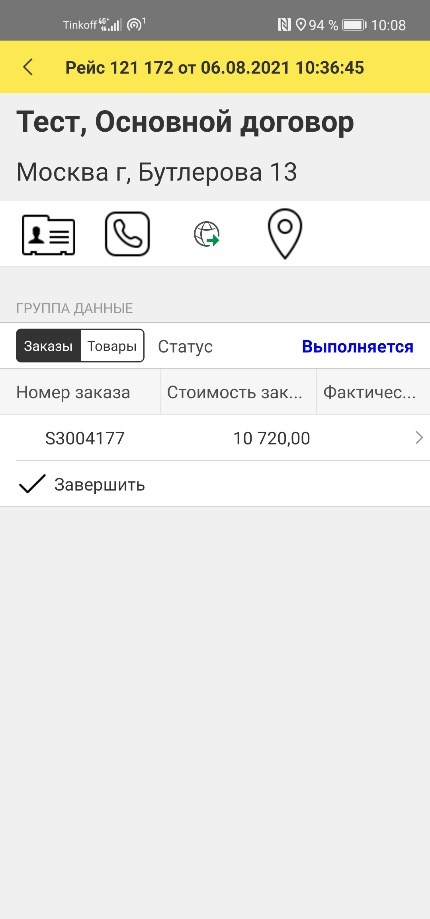 Tinkoff 4G+ 94 % 10:08
Рейс 121 172 от 06.08.2021 10:36:45
Тест, Основной договор
Москва г, Бутлерова 13
ГРУППА ДАННЫЕ
Заказы Товары Статус Выполняется
Номер заказа Стоимость зак... Фактичес...
S3004177 10 720,00
Завершить